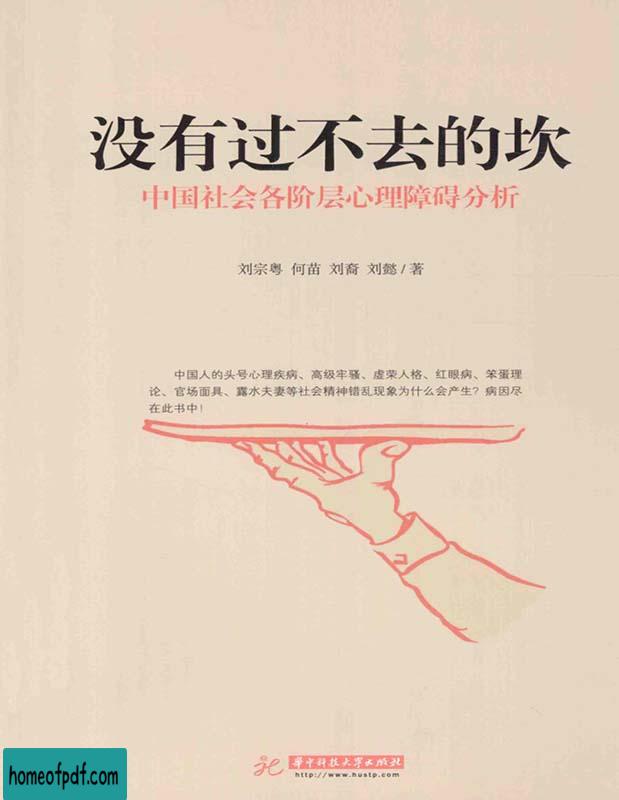 没有过不去的坎
中国社会各阶层心理障碍分析
刘宗粤 何苗 刘裔 刘懿/著
中国人的头号心理疾病、高级牢骚、虚荣人格、红眼病、笨蛋理
论、官场面具、露水夫妻等社会精神错乱现象为什么会产生?病因尽
在此书中!
华中科技大学出版社
http://www.hustp.com
homeofpdf.com